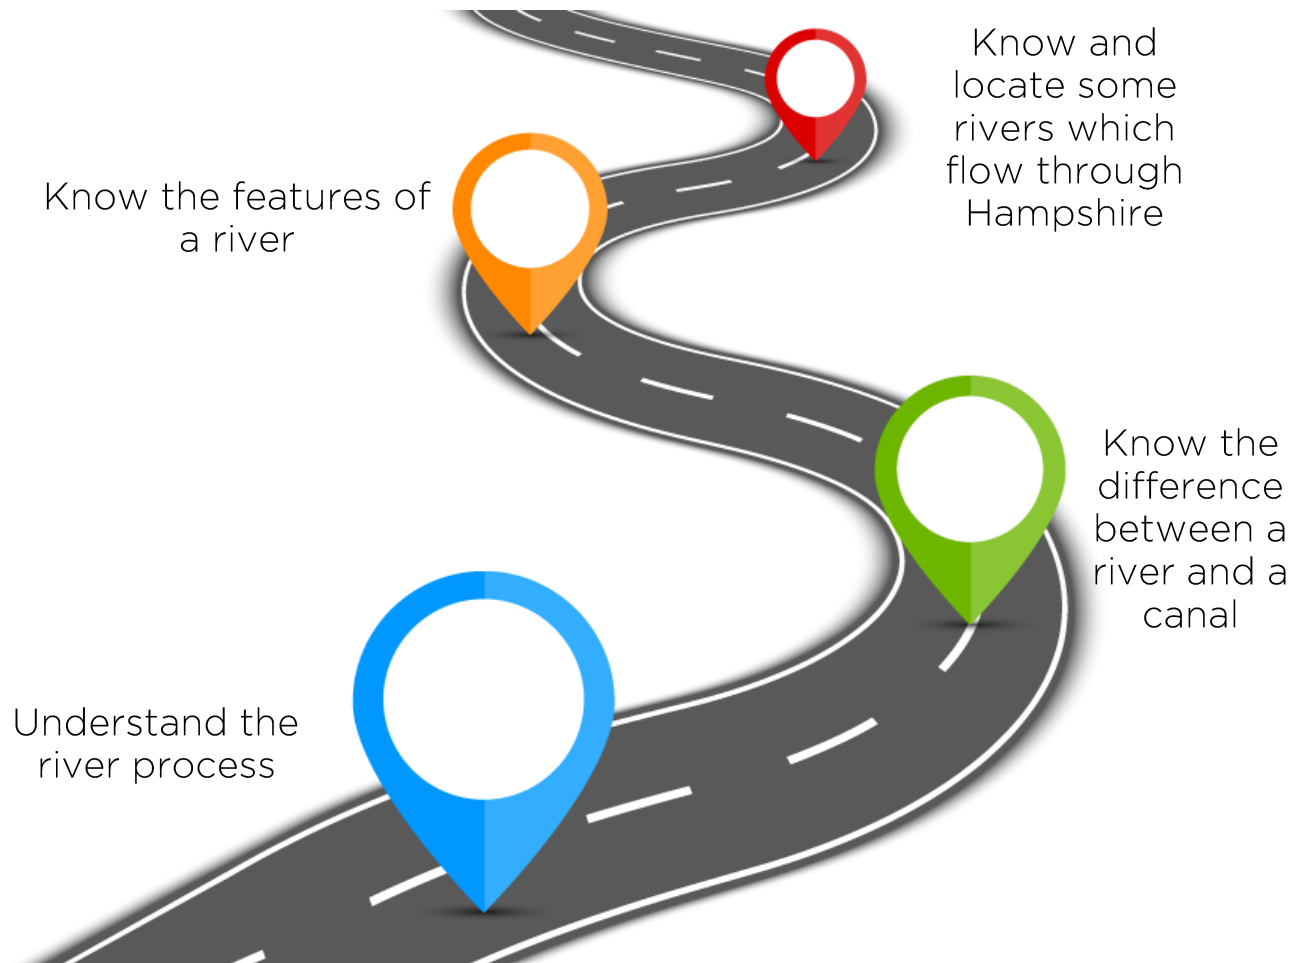 Know and
locate some
rivers which
flow through
Hampshire
Know the features of
a river
Know the
difference
between a
river and a
canal
Understand the
river process